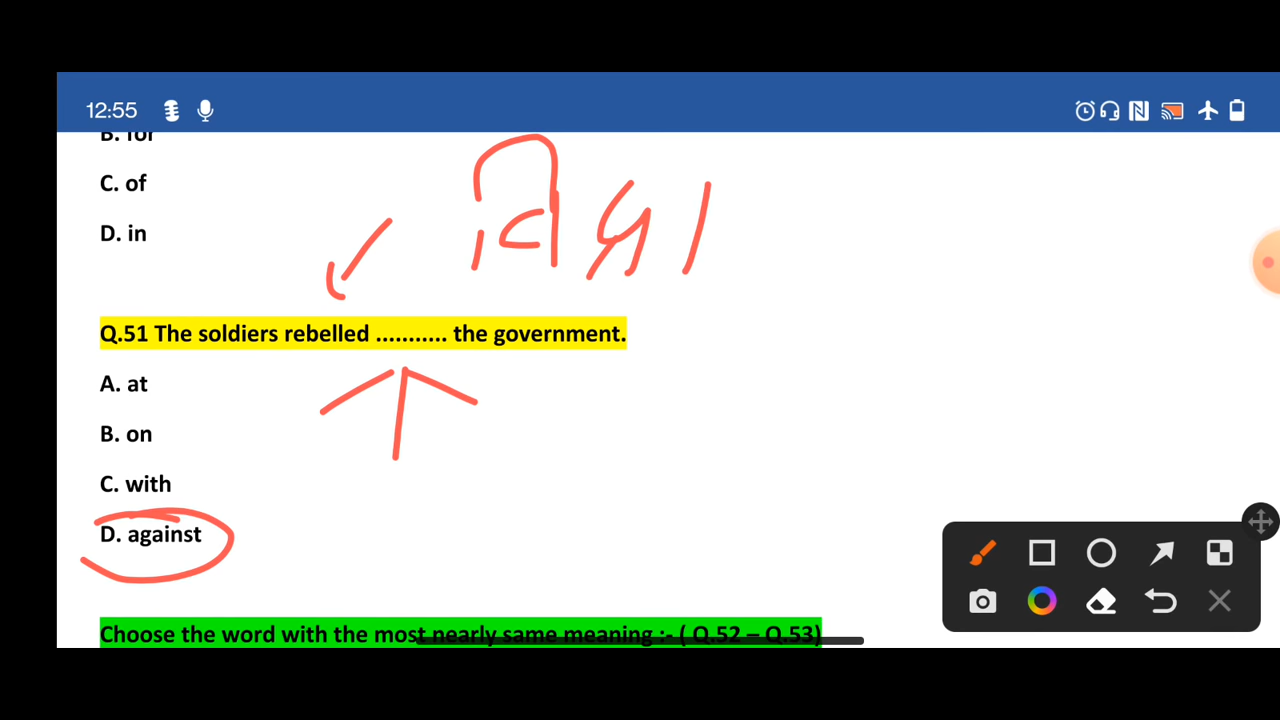 12:55
B. for
C. of
D. in
Q.51 The soldiers rebelled ........... the government.
A. at
B. on
C. with
D. against
Choose the word with the most nearly same meaning :- ( Q.52 – Q.53)